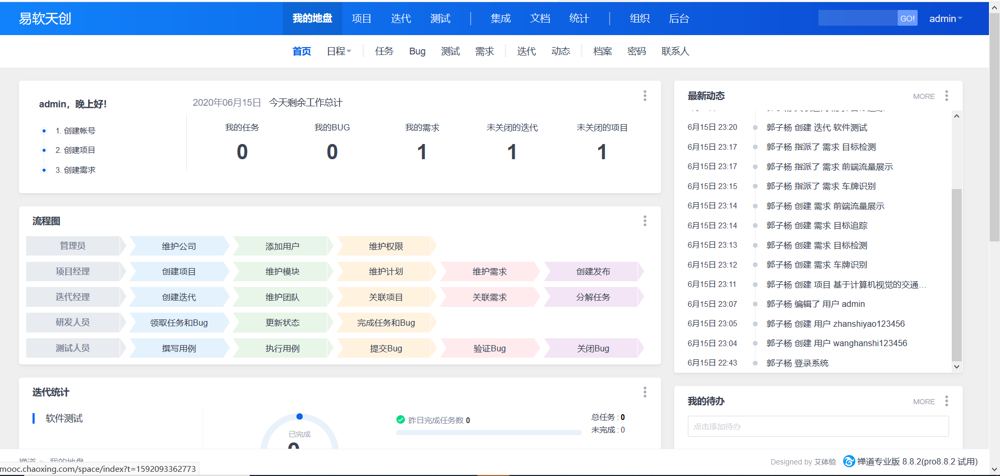 易软天创
我的地盘 项目 迭代 测试 集成 文档 统计 组织 后台
GO! admin
首页 日程 任务 Bug 测试 需求 迭代 动态 档案 密码 联系人
admin，晚上好！
1. 创建帐号
2. 创建项目
3. 创建需求
2020年06月15日 今天剩余工作总计
我的任务 我的BUG 我的需求 未关闭的迭代 未关闭的项目
0 0 1 1 1
流程图
管理员 维护公司 添加用户 维护权限
项目经理 创建项目 维护模块 维护计划 维护需求 创建发布
迭代经理 创建迭代 维护团队 关联项目 关联需求 分解任务
研发人员 领取任务和Bug 更新状态 完成任务和Bug
测试人员 撰写用例 执行用例 提交Bug 验证Bug 关闭Bug
迭代统计
软件测试
已完成
0
昨日完成任务数 0
总任务 : 0
未完成 : 0
最新动态 MORE
6月15日 23:20 郭子杨 创建 迭代 软件测试
6月15日 23:17 郭子杨 指派了 需求 目标检测
6月15日 23:17 郭子杨 指派了 需求 前端流量展示
6月15日 23:15 郭子杨 指派了 需求 车牌识别
6月15日 23:14 郭子杨 创建 需求 前端流量展示
6月15日 23:14 郭子杨 创建 需求 目标追踪
6月15日 23:13 郭子杨 创建 需求 目标检测
6月15日 23:12 郭子杨 创建 需求 车牌识别
6月15日 23:11 郭子杨 创建 项目 基于计算机视觉的交通...
6月15日 23:07 郭子杨 编辑了 用户 admin
6月15日 23:05 郭子杨 创建 用户 zhanshiyao123456
6月15日 23:04 郭子杨 创建 用户 wanghanshi123456
6月15日 22:43 郭子杨 登录系统
我的待办 MORE
点击添加待办
禅道 > 我的地盘
mooc.chaoxing.com/space/index?t=1592093362773
Designed by 艾体验 禅道专业版 8.8.2(pro8.8.2 试用)